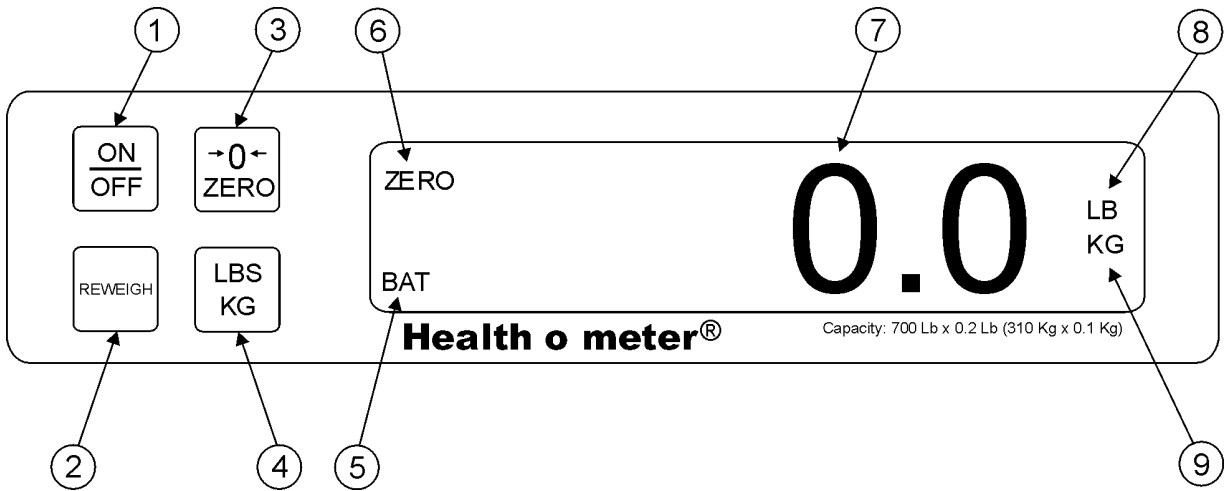 1 3 6 7 8
ON
OFF
→0←
ZERO
ZERO
0.0
LB
KG
REWEIGH
LBS
KG
BAT
Health o meter®
Capacity: 700 Lb x 0.2 Lb (310 Kg x 0.1 Kg)
2 4 5 9